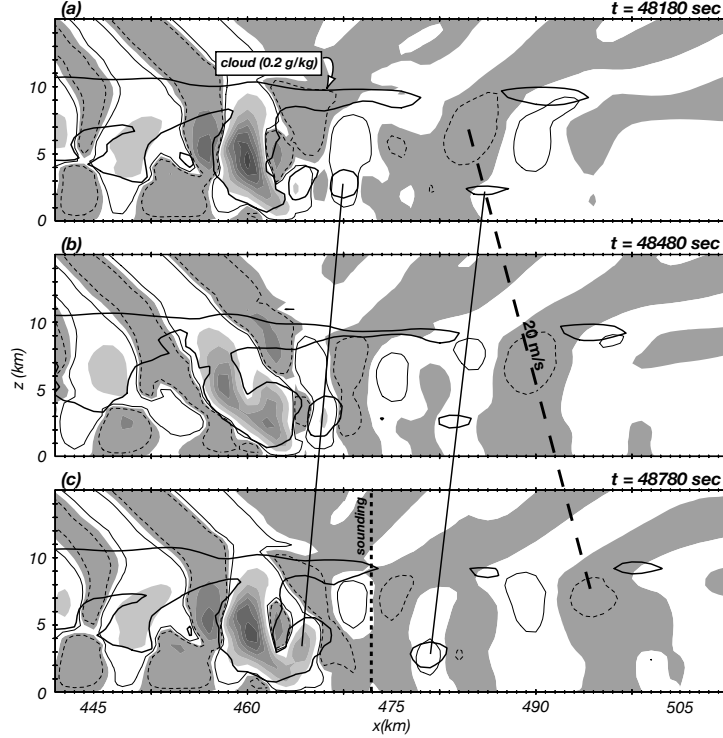 (a) t = 48180 sec
cloud (0.2 g/kg)
10
5
0
(b) t = 48480 sec
15
10
5
0
z (km)
20 m/s
(c) t = 48780 sec
sounding
10
5
0
445 460 475 490 505
x(km)